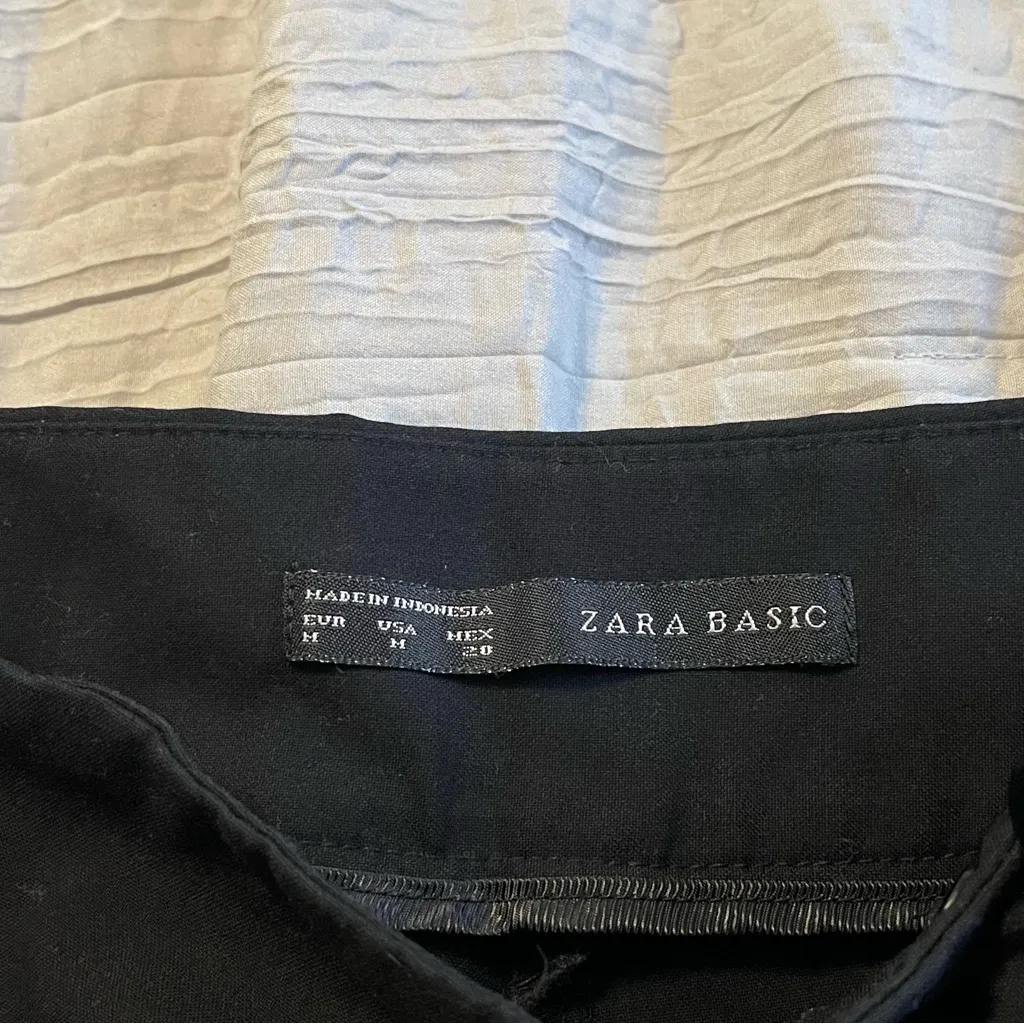 MADE IN INDONESIA
EUR USA MEX
M M 28
ZARA BASIC